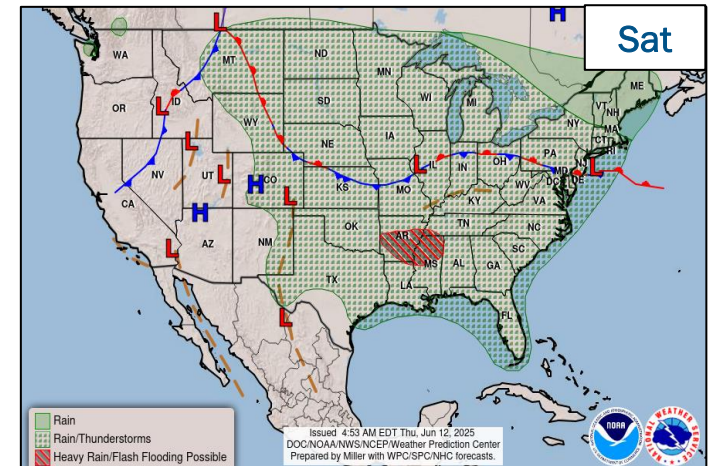 Sat
H
L
WA
MT
ND
MN
ME
OR
L
ID
SD
WI
MI
VT
NH
NY
MA
CT
RI
WY
IA
L
NE
L
IL
IN
OH
PA
NJ
NV
UT
L
H
CO
KS
MO
WV
MD
DC
DE
L
CA
H
L
KY
VA
AZ
NM
OK
AR
TN
NC
L
MS
AL
GA
SC
TX
LA
FL
L
Rain
Rain/Thunderstorms
Heavy Rain/Flash Flooding Possible
Issued 4:53 AM EDT Thu, Jun 12, 2025
DOC/NOAA/NWS/NCEP/Weather Prediction Center
Prepared by Miller with WPC/SPC/NHC forecasts.
NOAA
NATIONAL WEATHER SERVICE